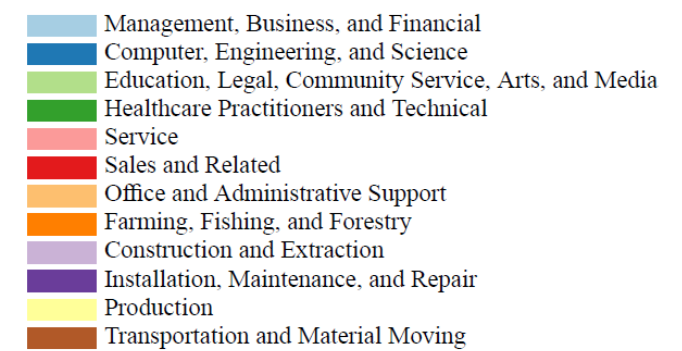 Management, Business, and Financial
Computer, Engineering, and Science
Education, Legal, Community Service, Arts, and Media
Healthcare Practitioners and Technical
Service
Sales and Related
Office and Administrative Support
Farming, Fishing, and Forestry
Construction and Extraction
Installation, Maintenance, and Repair
Production
Transportation and Material Moving